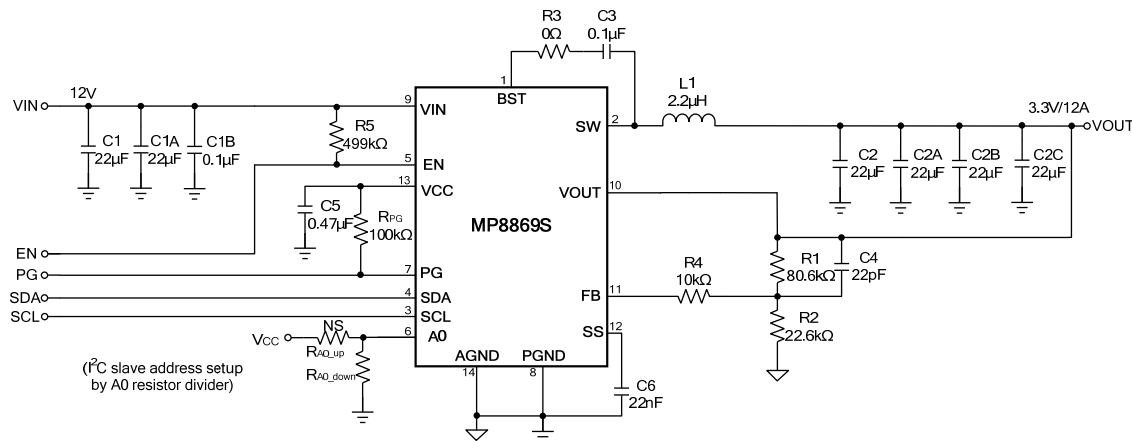 R3
0Ω
C3
0.1µF
1
BST
VIN
12V
9
VIN
C1
22µF
C1A
22µF
C1B
0.1µF
R5
499kΩ
5
EN
13
VCC
C5
0.47µF
RPG
100kΩ
EN
PG
7
PG
SDA
4
SDA
SCL
3
SCL
VCC
NS
6
A0
RA0_up
RA0_down
(I²C slave address setup
by A0 resistor divider)
MP8869S
AGND
14
PGND
8
SW
2
L1
2.2µH
3.3V/12A
VOUT
C2
22µF
C2A
22µF
C2B
22µF
C2C
22µF
VOUT
10
R1
80.6kΩ
C4
22pF
R4
10kΩ
FB
11
R2
22.6kΩ
SS
12
C6
22nF